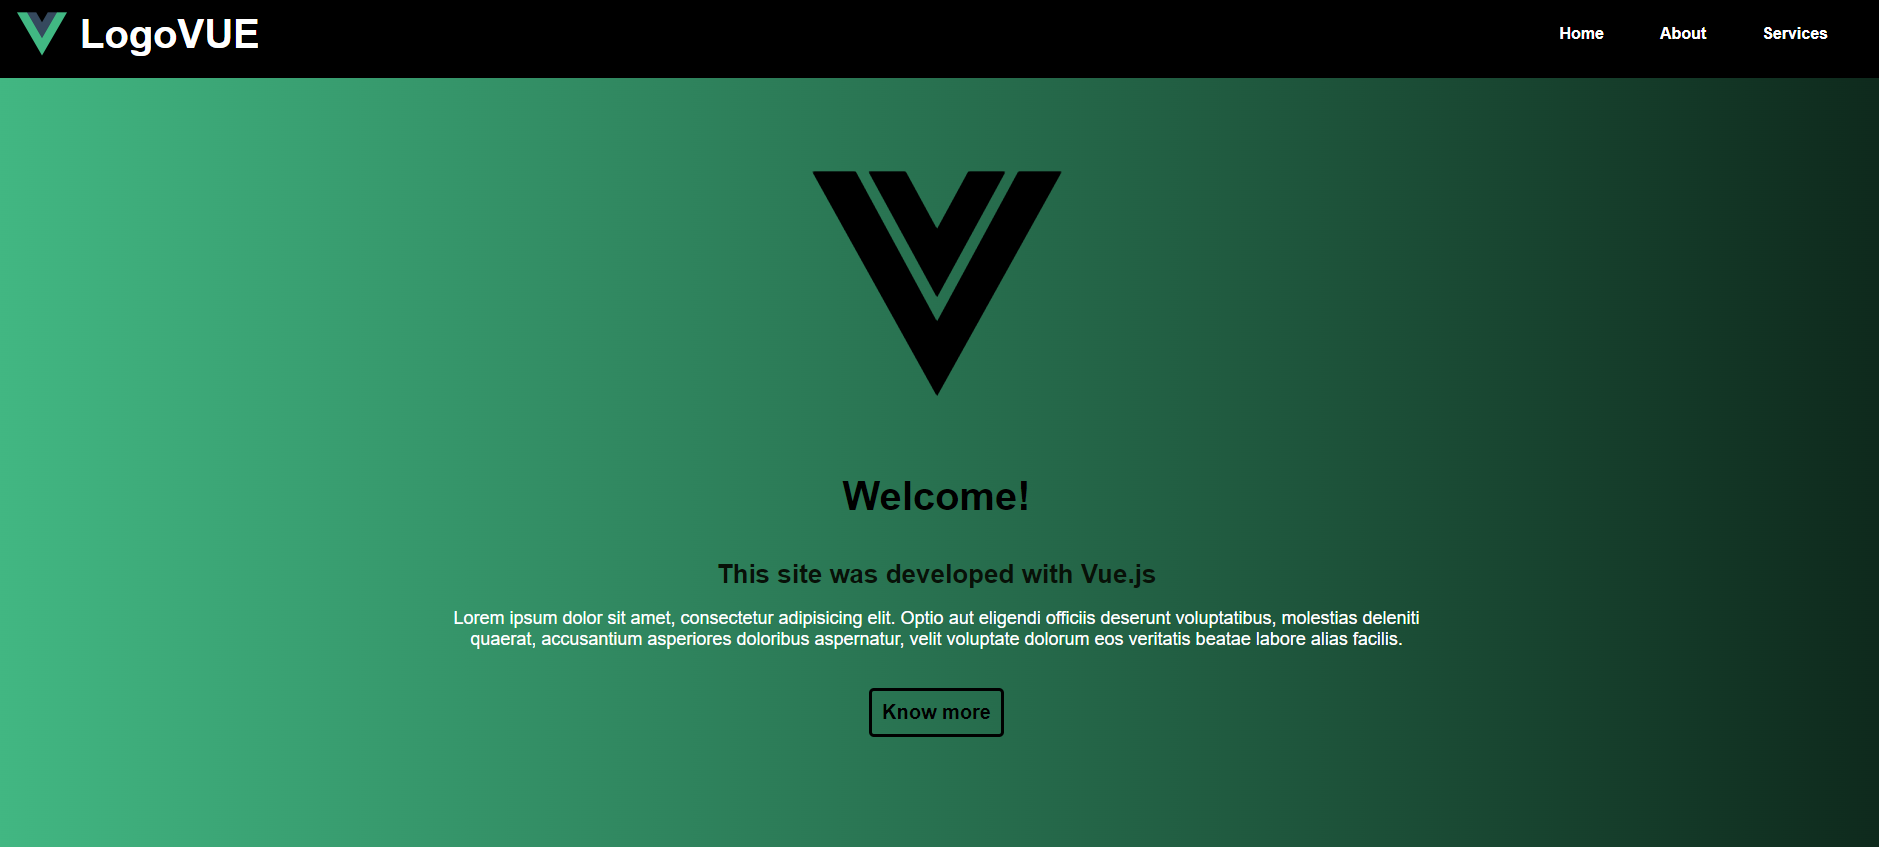 LogoVUE
Home About Services
Welcome!
This site was developed with Vue.js
Lorem ipsum dolor sit amet, consectetur adipisicing elit. Optio aut eligendi officiis deserunt voluptatibus, molestias deleniti
quaerat, accusantium asperiores doloribus aspernatur, velit voluptate dolorum eos veritatis beatae labore alias facilis.
Know more